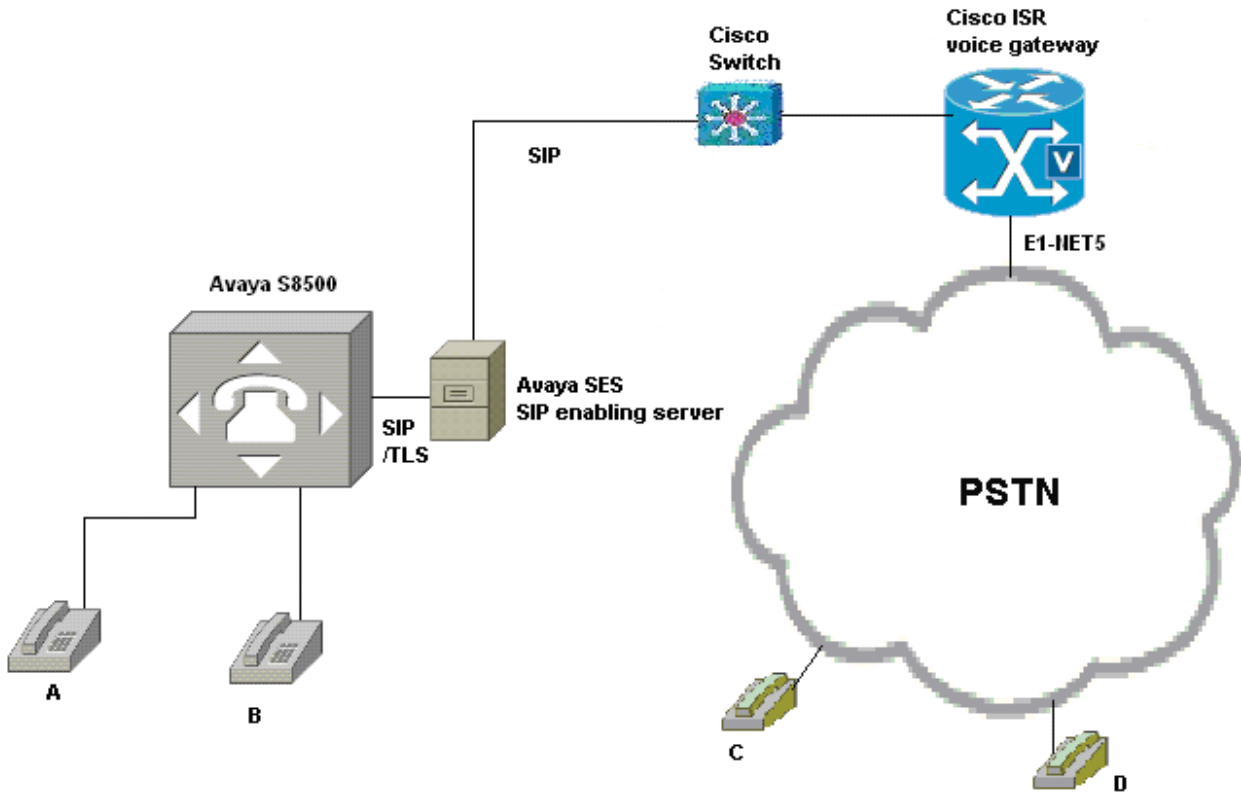 Cisco ISR
voice gateway
Cisco
Switch
V
SIP
E1-NET5
Avaya S8500
Avaya SES
SIP enabling server
SIP
/TLS
PSTN
A
B
C
D